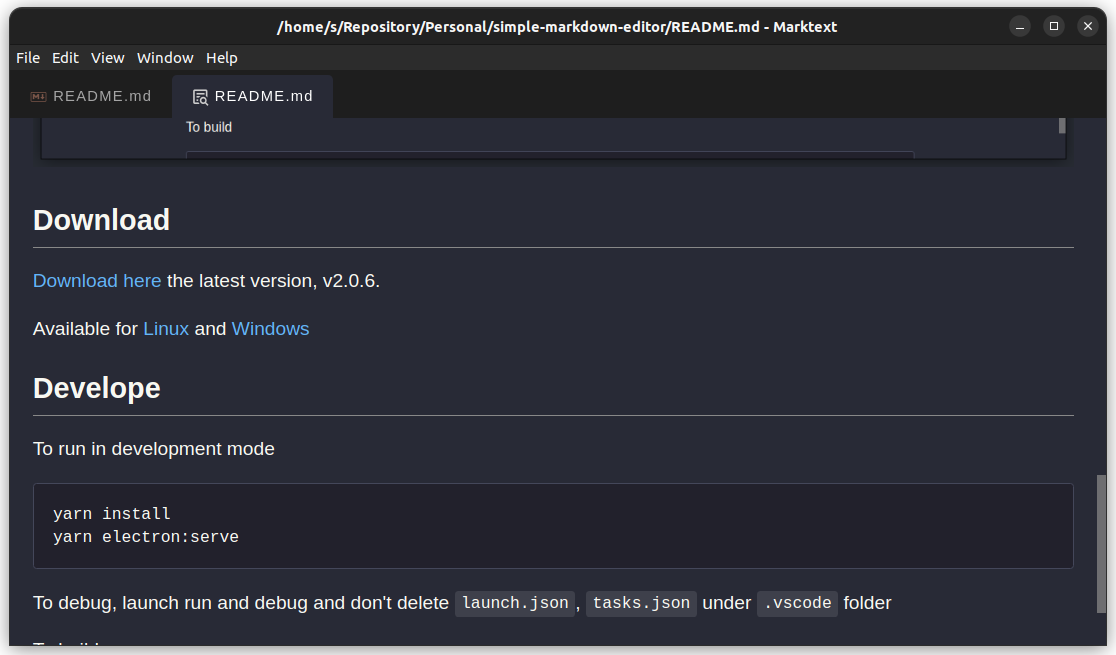 /home/s/Repository/Personal/simple-markdown-editor/README.md - Marktext
File Edit View Window Help
README.md README.md
To build
Download
Download here the latest version, v2.0.6.
Available for Linux and Windows
Develope
To run in development mode
yarn install
yarn electron:serve
To debug, launch run and debug and don't delete launch.json, tasks.json under .vscode folder